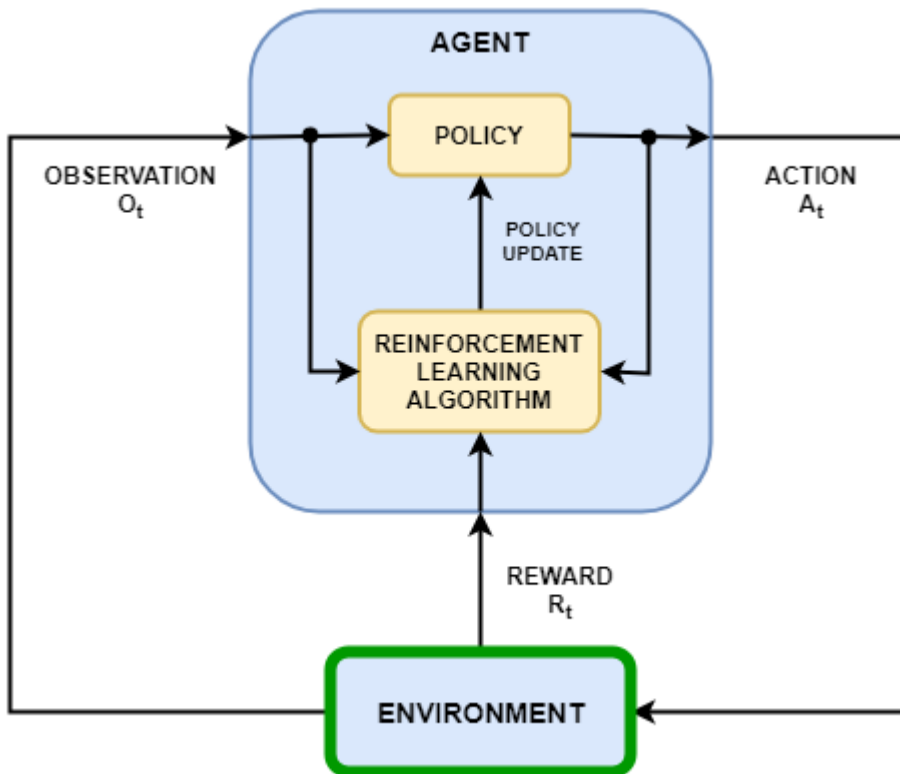 AGENT
POLICY
OBSERVATION
Oₜ
ACTION
Aₜ
POLICY
UPDATE
REINFORCEMENT
LEARNING
ALGORITHM
REWARD
Rₜ
ENVIRONMENT